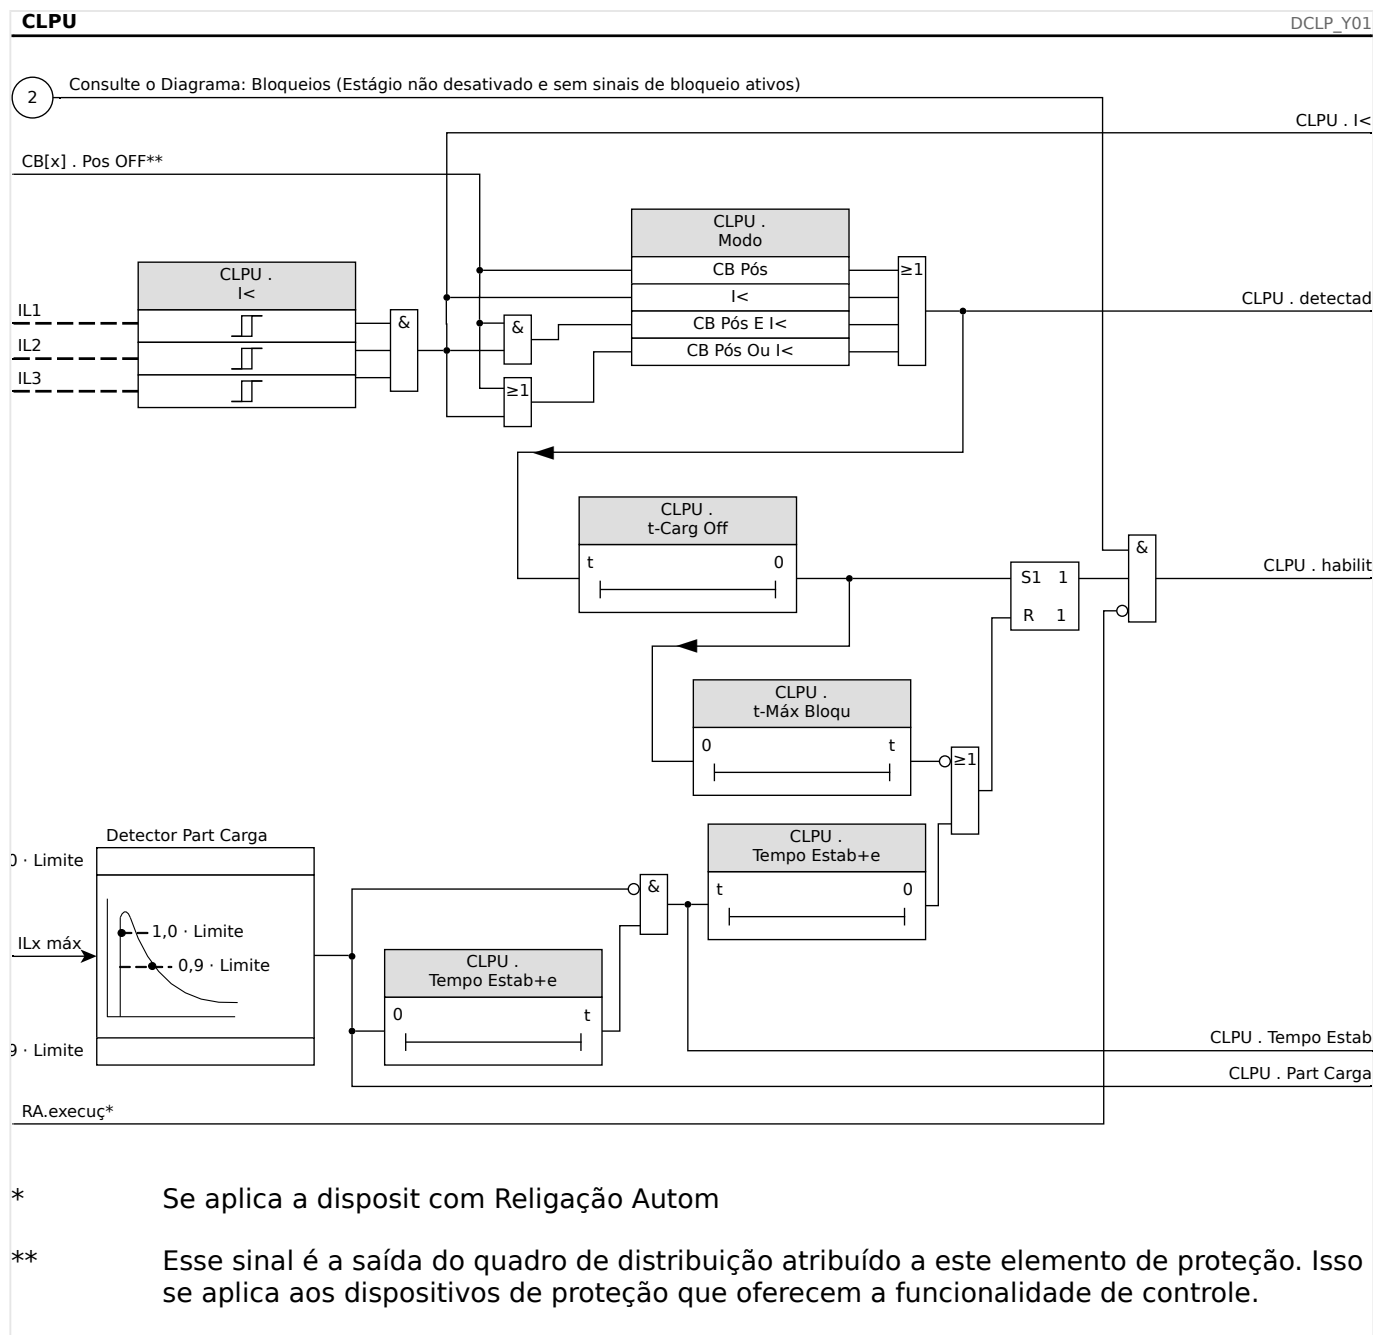 CLPU
DCLP_Y01
2
Consulte o Diagrama: Bloqueios (Estágio não desativado e sem sinais de bloqueio ativos)
CLPU . I<
CB[x] . Pos OFF**
CLPU .
Modo
CB Pós
I<
CB Pós E I<
CB Pós Ou I<
≥1
CLPU . detectad
CLPU .
I<
IL1
IL2
IL3
&
&
≥1
CLPU .
t-Carg Off
t 0
S1 1
R 1
&
CLPU . habilit
CLPU .
t-Máx Bloqu
0 t
≥1
Detector Part Carga
0 · Limite
ILx máx
1,0 · Limite
0,9 · Limite
9 · Limite
&
CLPU .
Tempo Estab+e
t 0
CLPU .
Tempo Estab+e
0 t
CLPU . Tempo Estab
CLPU . Part Carga
RA.execuç*
* Se aplica a disposit com Religação Autom
** Esse sinal é a saída do quadro de distribuição atribuído a este elemento de proteção. Isso
se aplica aos dispositivos de proteção que oferecem a funcionalidade de controle.